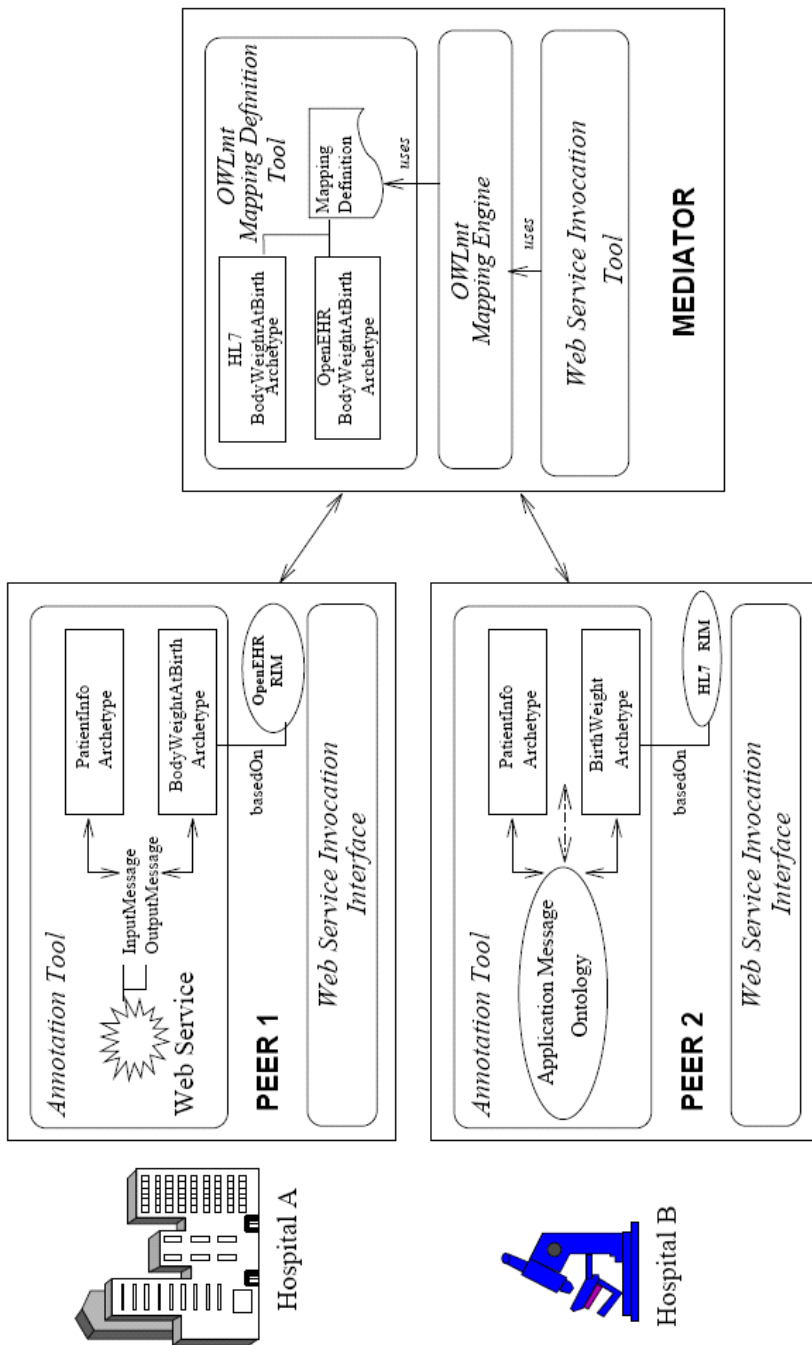 Hospital A
Annotation Tool
Web Service
InputMessage
OutputMessage
PatientInfo
Archetype
BodyWeightAtBirth
Archetype
basedOn
OpenEHR
RIM
PEER 1
Web Service Invocation
Interface
Hospital B
Annotation Tool
Application Message
Ontology
PatientInfo
Archetype
BirthWeight
Archetype
basedOn
HL7 RIM
PEER 2
Web Service Invocation
Interface
OWLmt
Mapping Definition
Tool
HL7
BodyWeightAtBirth
Archetype
OpenEHR
BodyWeightAtBirth
Archetype
Mapping
Definition
uses
OWLmt
Mapping Engine
uses
Web Service Invocation
Tool
MEDIATOR